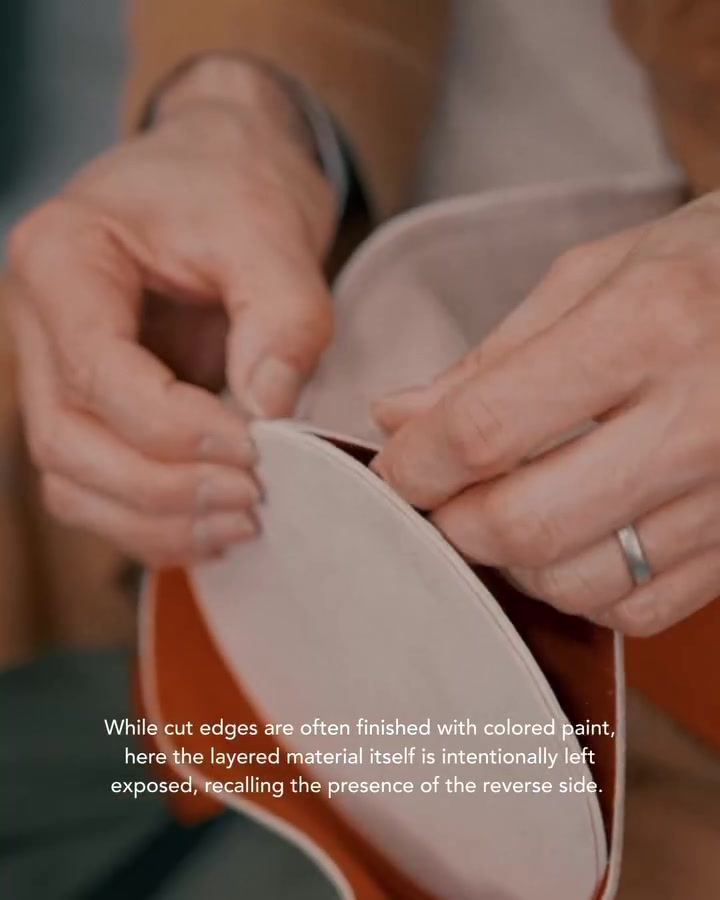 While cut edges are often finished with colored paint,
here the layered material itself is intentionally left
exposed, recalling the presence of the reverse side.